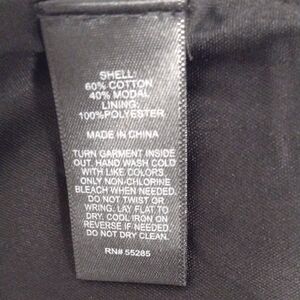 SHELL:
60% COTTON
40% MODAL
LINING:
100%POLYESTER
MADE IN CHINA
TURN GARMENT INSIDE
OUT. HAND WASH COLD
WITH LIKE COLORS.
ONLY NON-CHLORINE
BLEACH WHEN NEEDED.
DO NOT TWIST OR
WRING. LAY FLAT TO
DRY. COOL IRON ON
REVERSE IF NEEDED.
DO NOT DRY CLEAN.
RN# 55285